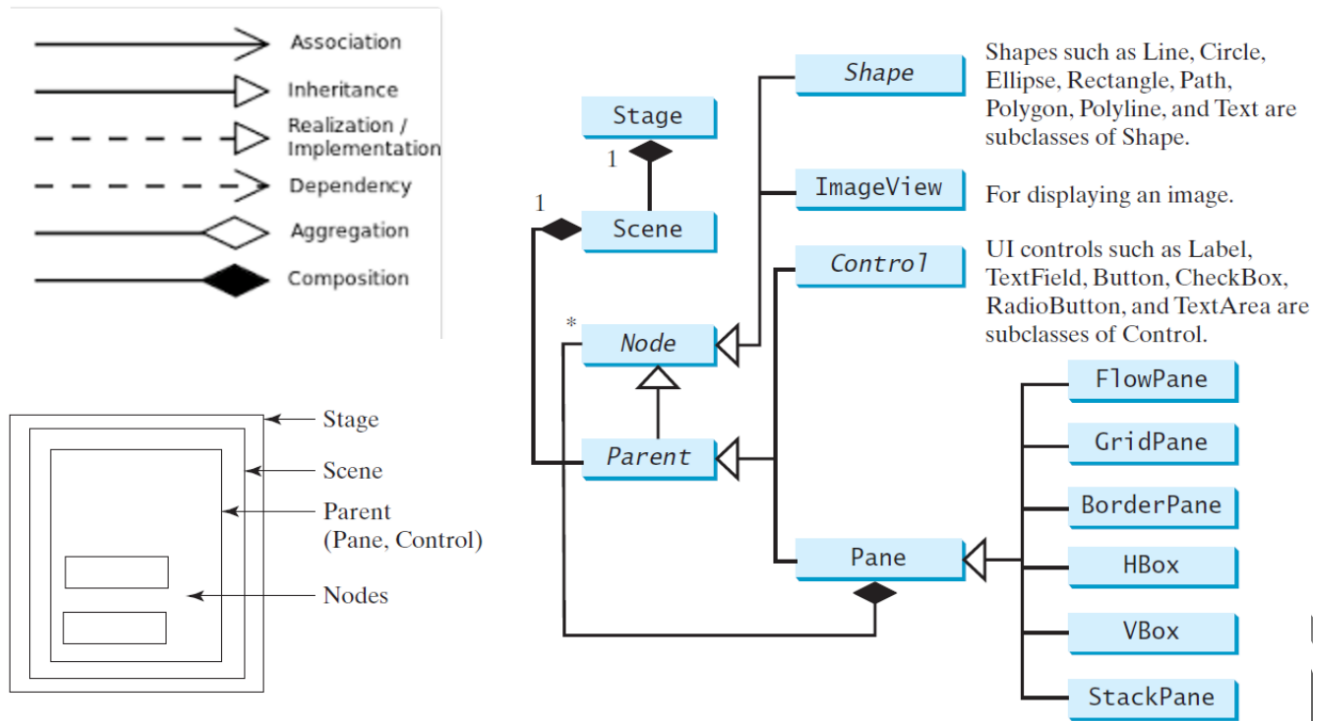 Association
Inheritance
Realization /
Implementation
Dependency
Aggregation
Composition
Stage
Scene
Parent
(Pane, Control)
Nodes
Stage
1
1
Scene
*
Node
Parent
Shape
Shapes such as Line, Circle,
Ellipse, Rectangle, Path,
Polygon, Polyline, and Text are
subclasses of Shape.
ImageView
For displaying an image.
Control
UI controls such as Label,
TextField, Button, CheckBox,
RadioButton, and TextArea are
subclasses of Control.
Pane
FlowPane
GridPane
BorderPane
HBox
VBox
StackPane